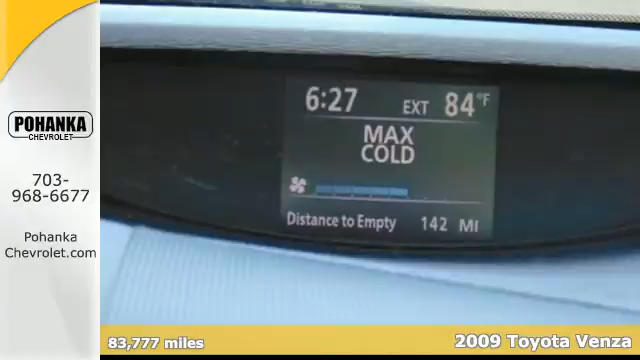 POHANKA
CHEVROLET
703-
968-6677
Pohanka
Chevrolet.com
6:27 EXT 84°F
MAX
COLD
Distance to Empty 142 MI
83,777 miles
2009 Toyota Venza